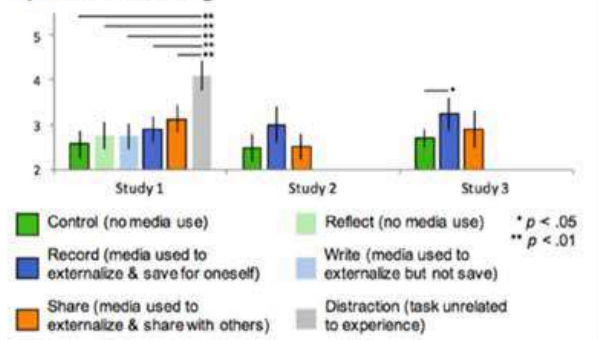 **
**
5 **
**
**
4
*
3
2
Study 1 Study 2 Study 3
Control (no media use) Reflect (no media use) * p < .05
** p < .01
Record (media used to Write (media used to
externalize & save for oneself) externalize but not save)
Share (media used to Distraction (task unrelated
externalize & share with others) to experience)